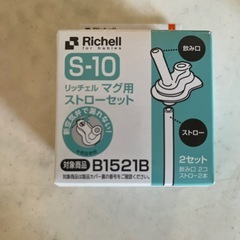 Richell
for babies
S-10
リッチェル マグ用
ストローセット
飲み口
ストロー
対象商品 B1521B
2セット
飲み口 2コ
ストロー 2本